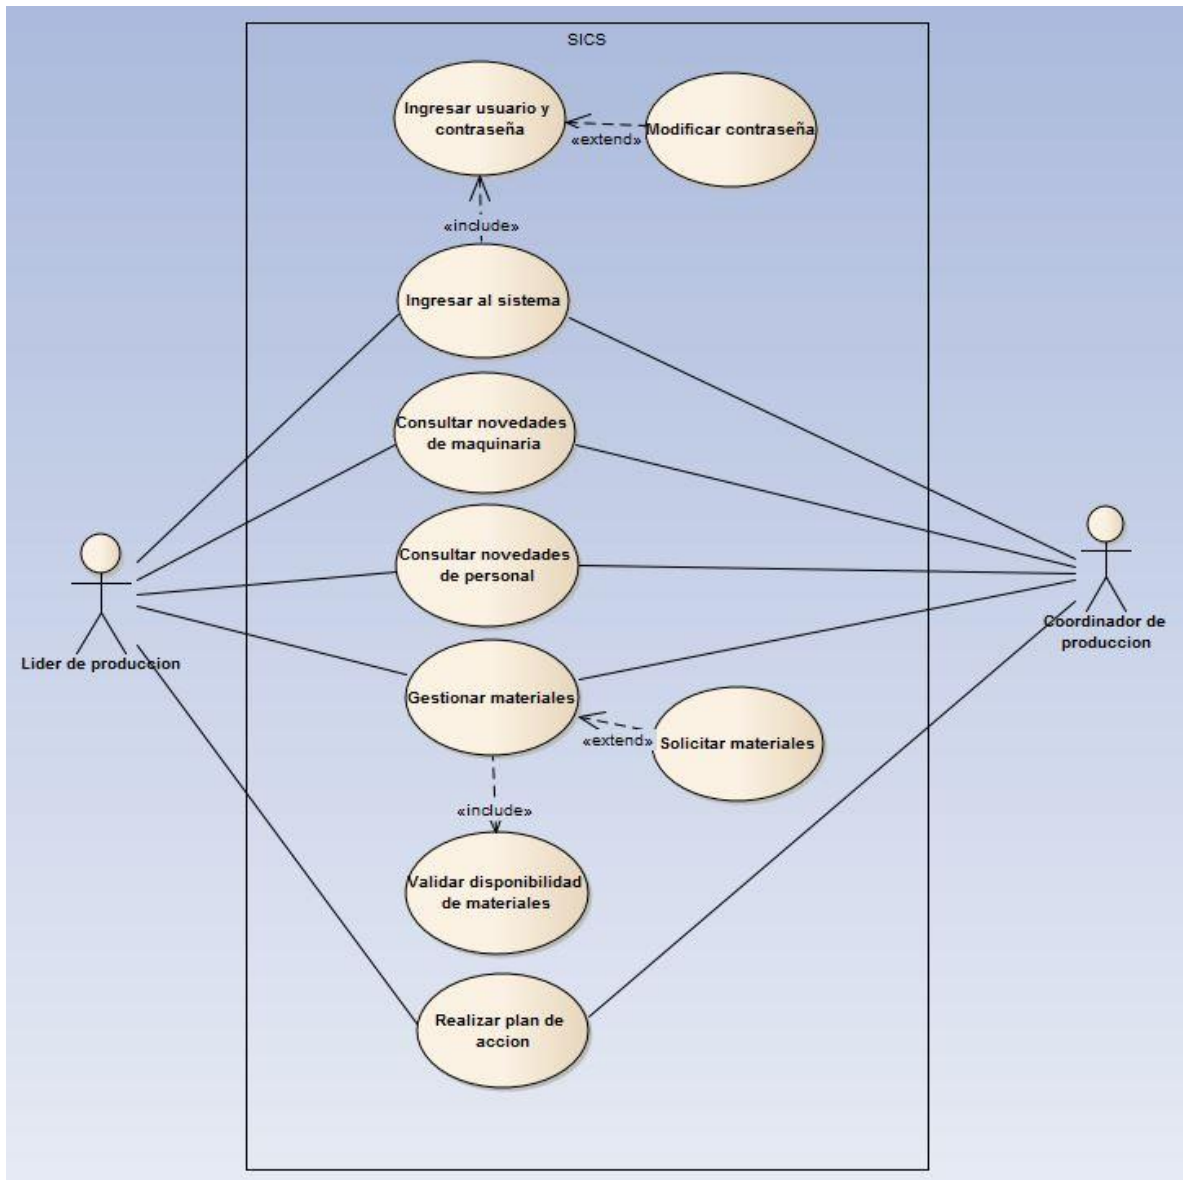 SICS
Ingresar usuario y
contraseña
«extend»
Modificar contraseña
«include»
Ingresar al sistema
Consultar novedades
de maquinaria
Consultar novedades
de personal
Lider de produccion
Coordinador de
produccion
Gestionar materiales
«extend»
Solicitar materiales
«include»
Validar disponibilidad
de materiales
Realizar plan de
accion